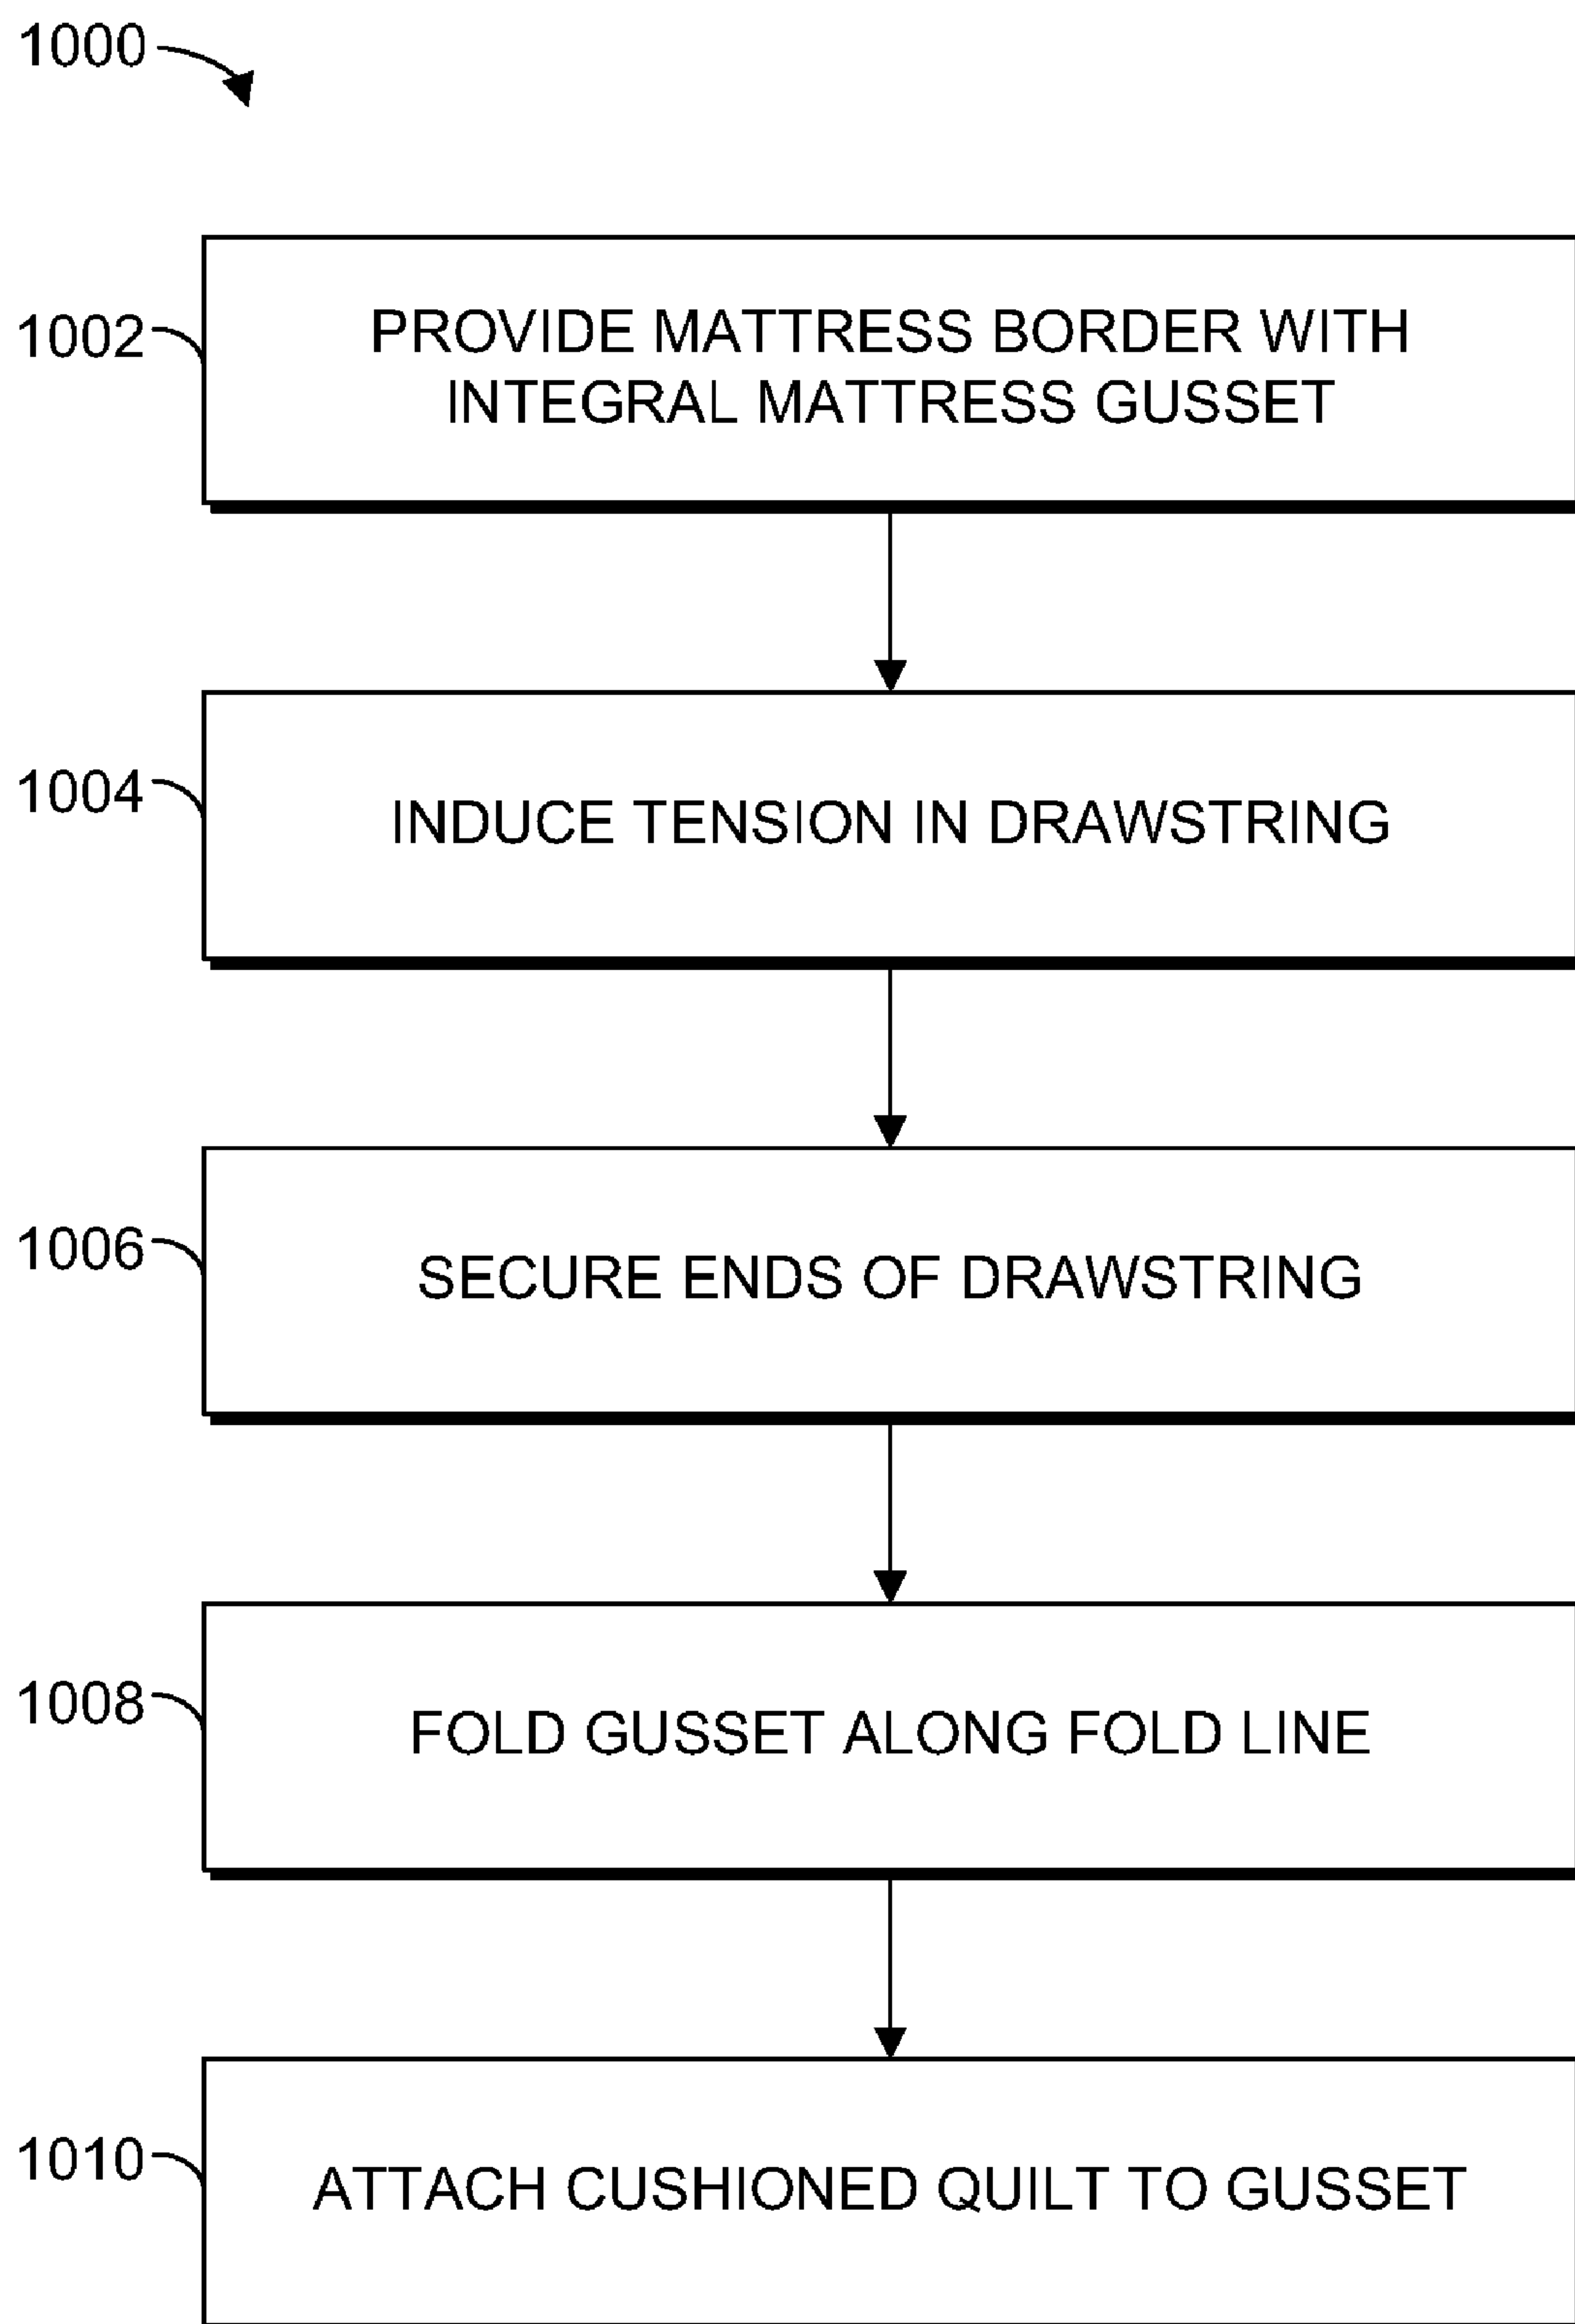 1000
1002
PROVIDE MATTRESS BORDER WITH
INTEGRAL MATTRESS GUSSET
1004
INDUCE TENSION IN DRAWSTRING
1006
SECURE ENDS OF DRAWSTRING
1008
FOLD GUSSET ALONG FOLD LINE
1010
ATTACH CUSHIONED QUILT TO GUSSET